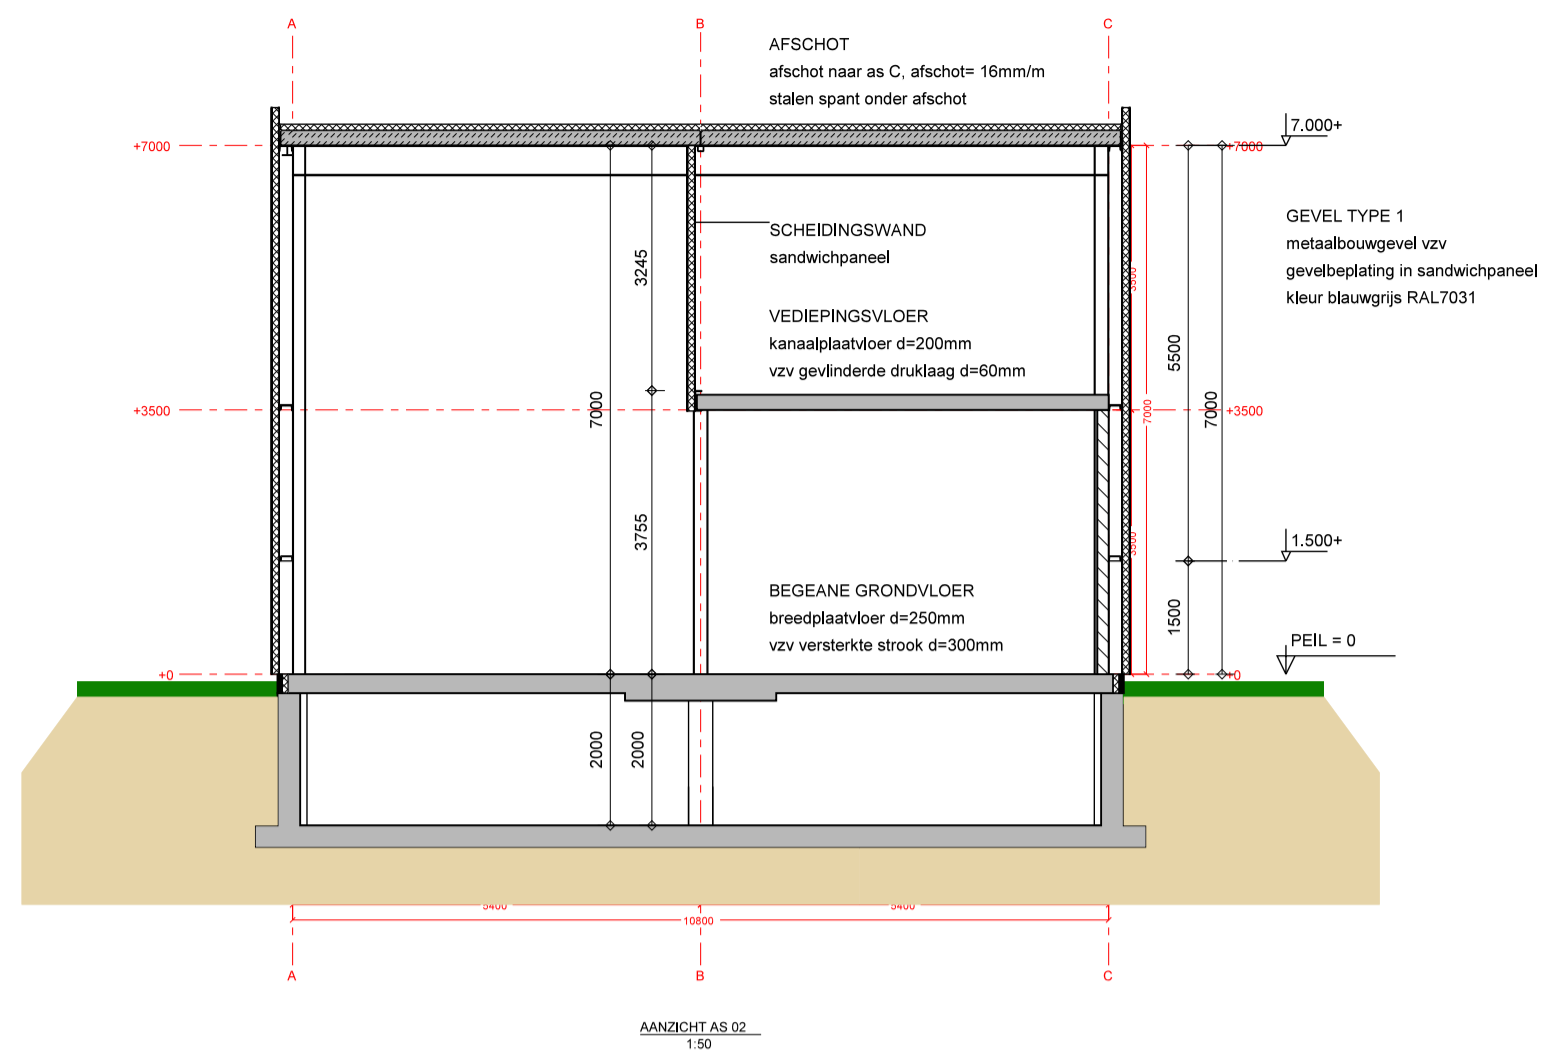 A
B
C
AFSCHOT
afschot naar as C, afschot= 16mm/m
stalen spant onder afschot
7.000+
+7000
+7000
GEVEL TYPE 1
metaalbouwgevel vzv
gevelbeplating in sandwichpaneel
kleur blauwgrijs RAL7031
SCHEIDINGSWAND
sandwichpaneel
3245
3500
VEDIEPINGSVLOER
kanaalplaatvloer d=200mm
vzv gevlinderde druklaag d=60mm
5500
+3500
7000
7000
7000
+3500
3755
3500
1.500+
BEGEANE GRONDVLOER
breedplaatvloer d=250mm
vzv versterkte strook d=300mm
1500
PEIL = 0
+0
+0
2000
2000
5400
5400
10800
A
B
C
AANZICHT AS 02
1:50